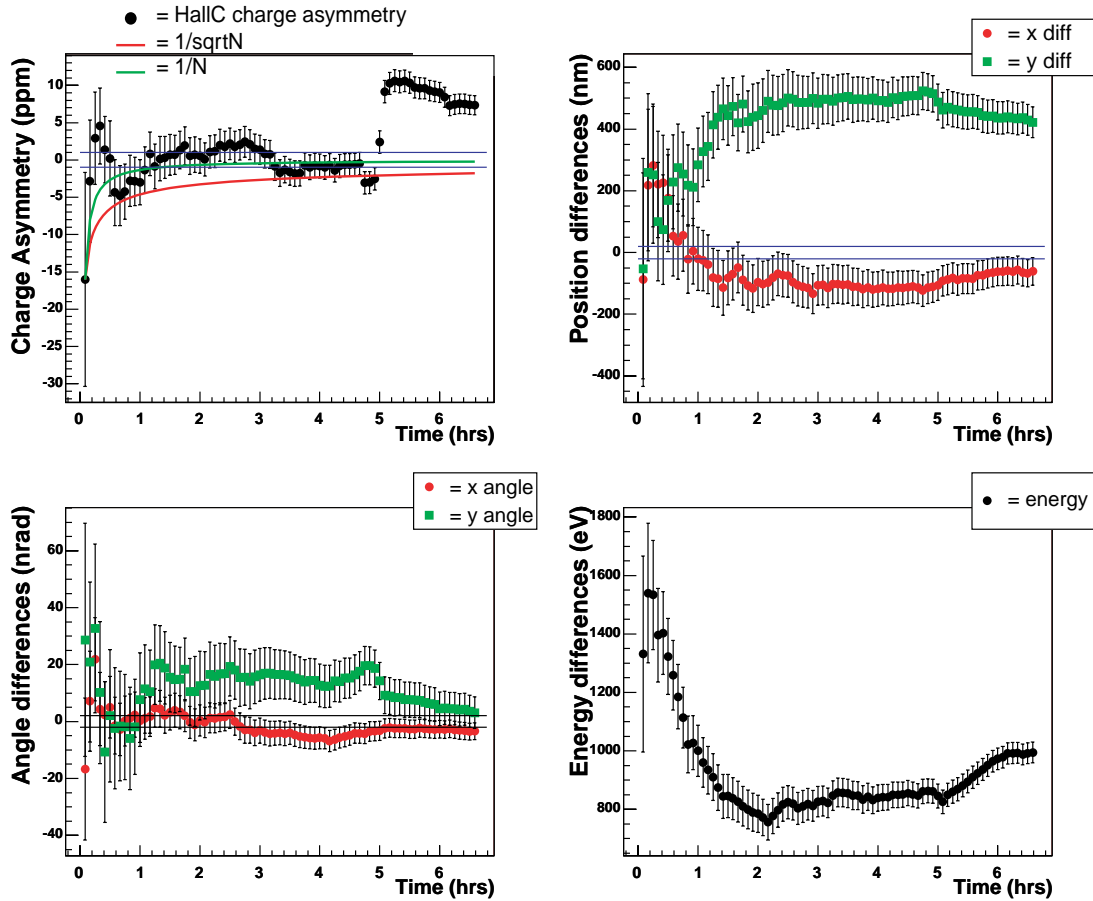 = HallC charge asymmetry
= 1/sqrtN
= 1/N
Charge Asymmetry (ppm)
10
5
0
-5
-10
-15
-20
-25
-30
0 1 2 3 4 5 6
Time (hrs)
= x diff
= y diff
Position differences (nm)
600
400
200
0
-200
-400
0 1 2 3 4 5 6
Time (hrs)
= x angle
= y angle
Angle differences (nrad)
60
40
20
0
-20
-40
0 1 2 3 4 5 6
Time (hrs)
= energy
Energy differences (eV)
1800
1600
1400
1200
1000
800
0 1 2 3 4 5 6
Time (hrs)